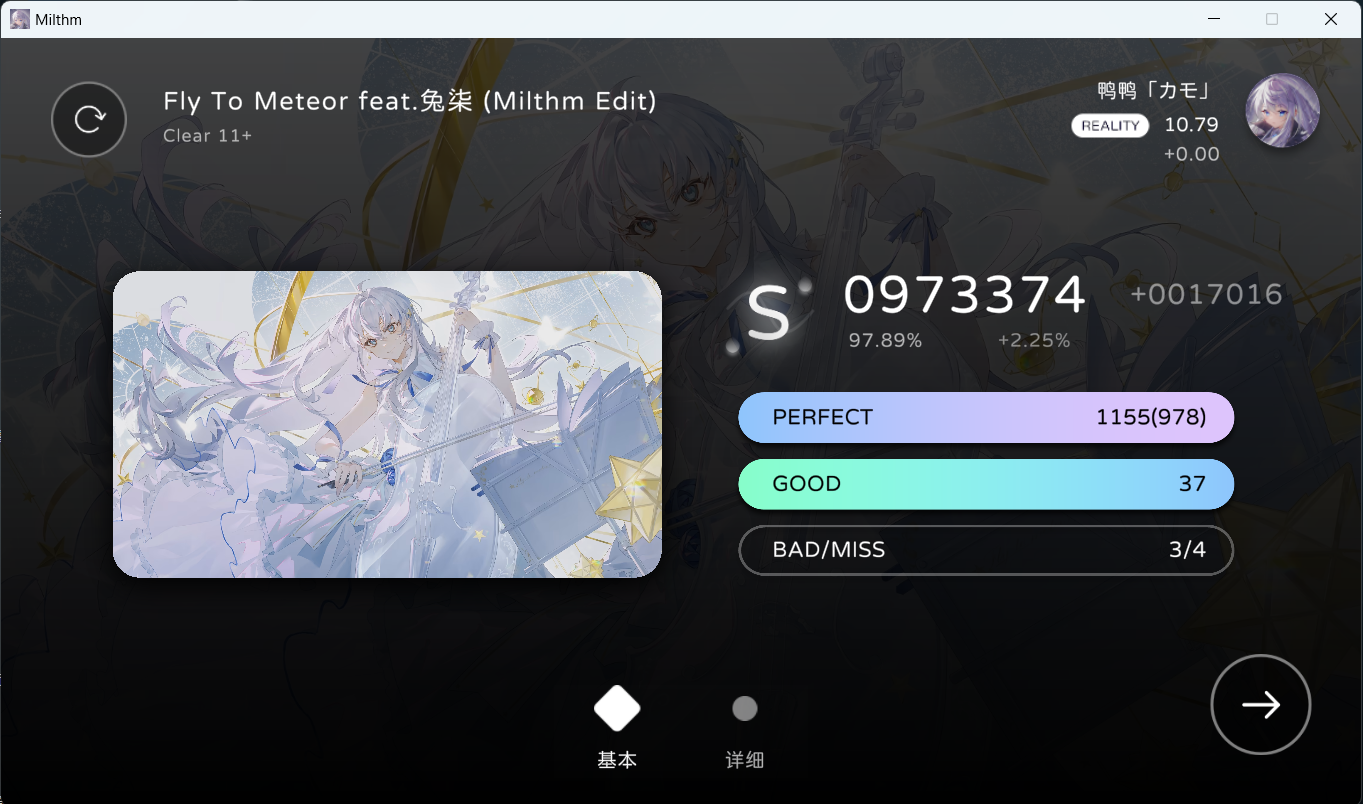 Milthm
Fly To Meteor feat.兔柒 (Milthm Edit)
Clear 11+
鸭鸭「カモ」
REALITY 10.79
+0.00
S 0973374 +0017016
97.89% +2.25%
PERFECT 1155(978)
GOOD 37
BAD/MISS 3/4
基本 详细